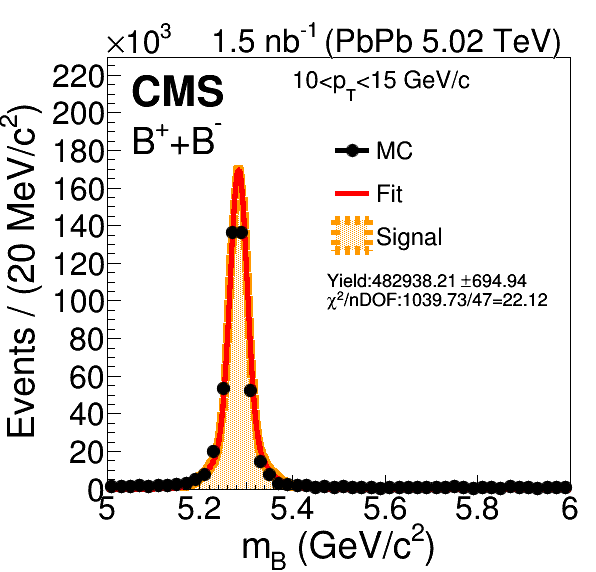 ×10³ 1.5 nb⁻¹ (PbPb 5.02 TeV)
CMS 10<p_T<15 GeV/c
B⁺+B⁻
MC
Fit
Signal
Yield:482938.21 ±694.94
χ²/nDOF:1039.73/47=22.12
Events / (20 MeV/c²)
220
200
180
160
140
120
100
80
60
40
20
0
5 5.2 5.4 5.6 5.8 6
m_B (GeV/c²)